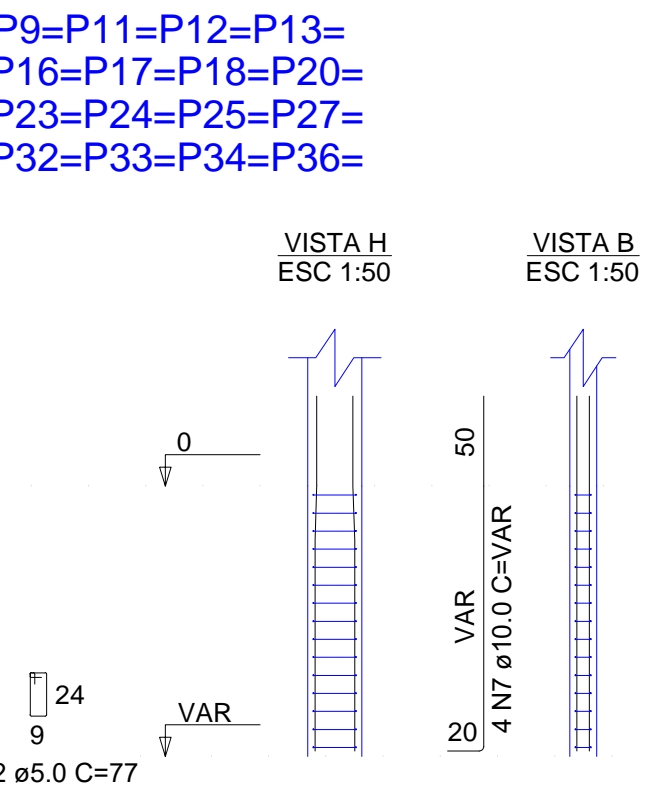 P9=P11=P12=P13=
P16=P17=P18=P20=
P23=P24=P25=P27=
P32=P33=P34=P36=
VISTA H
ESC 1:50
VISTA B
ESC 1:50
0
50
VAR
4 N7 ø10.0 C=VAR
20
VAR
24
9
2 ø5.0 C=77